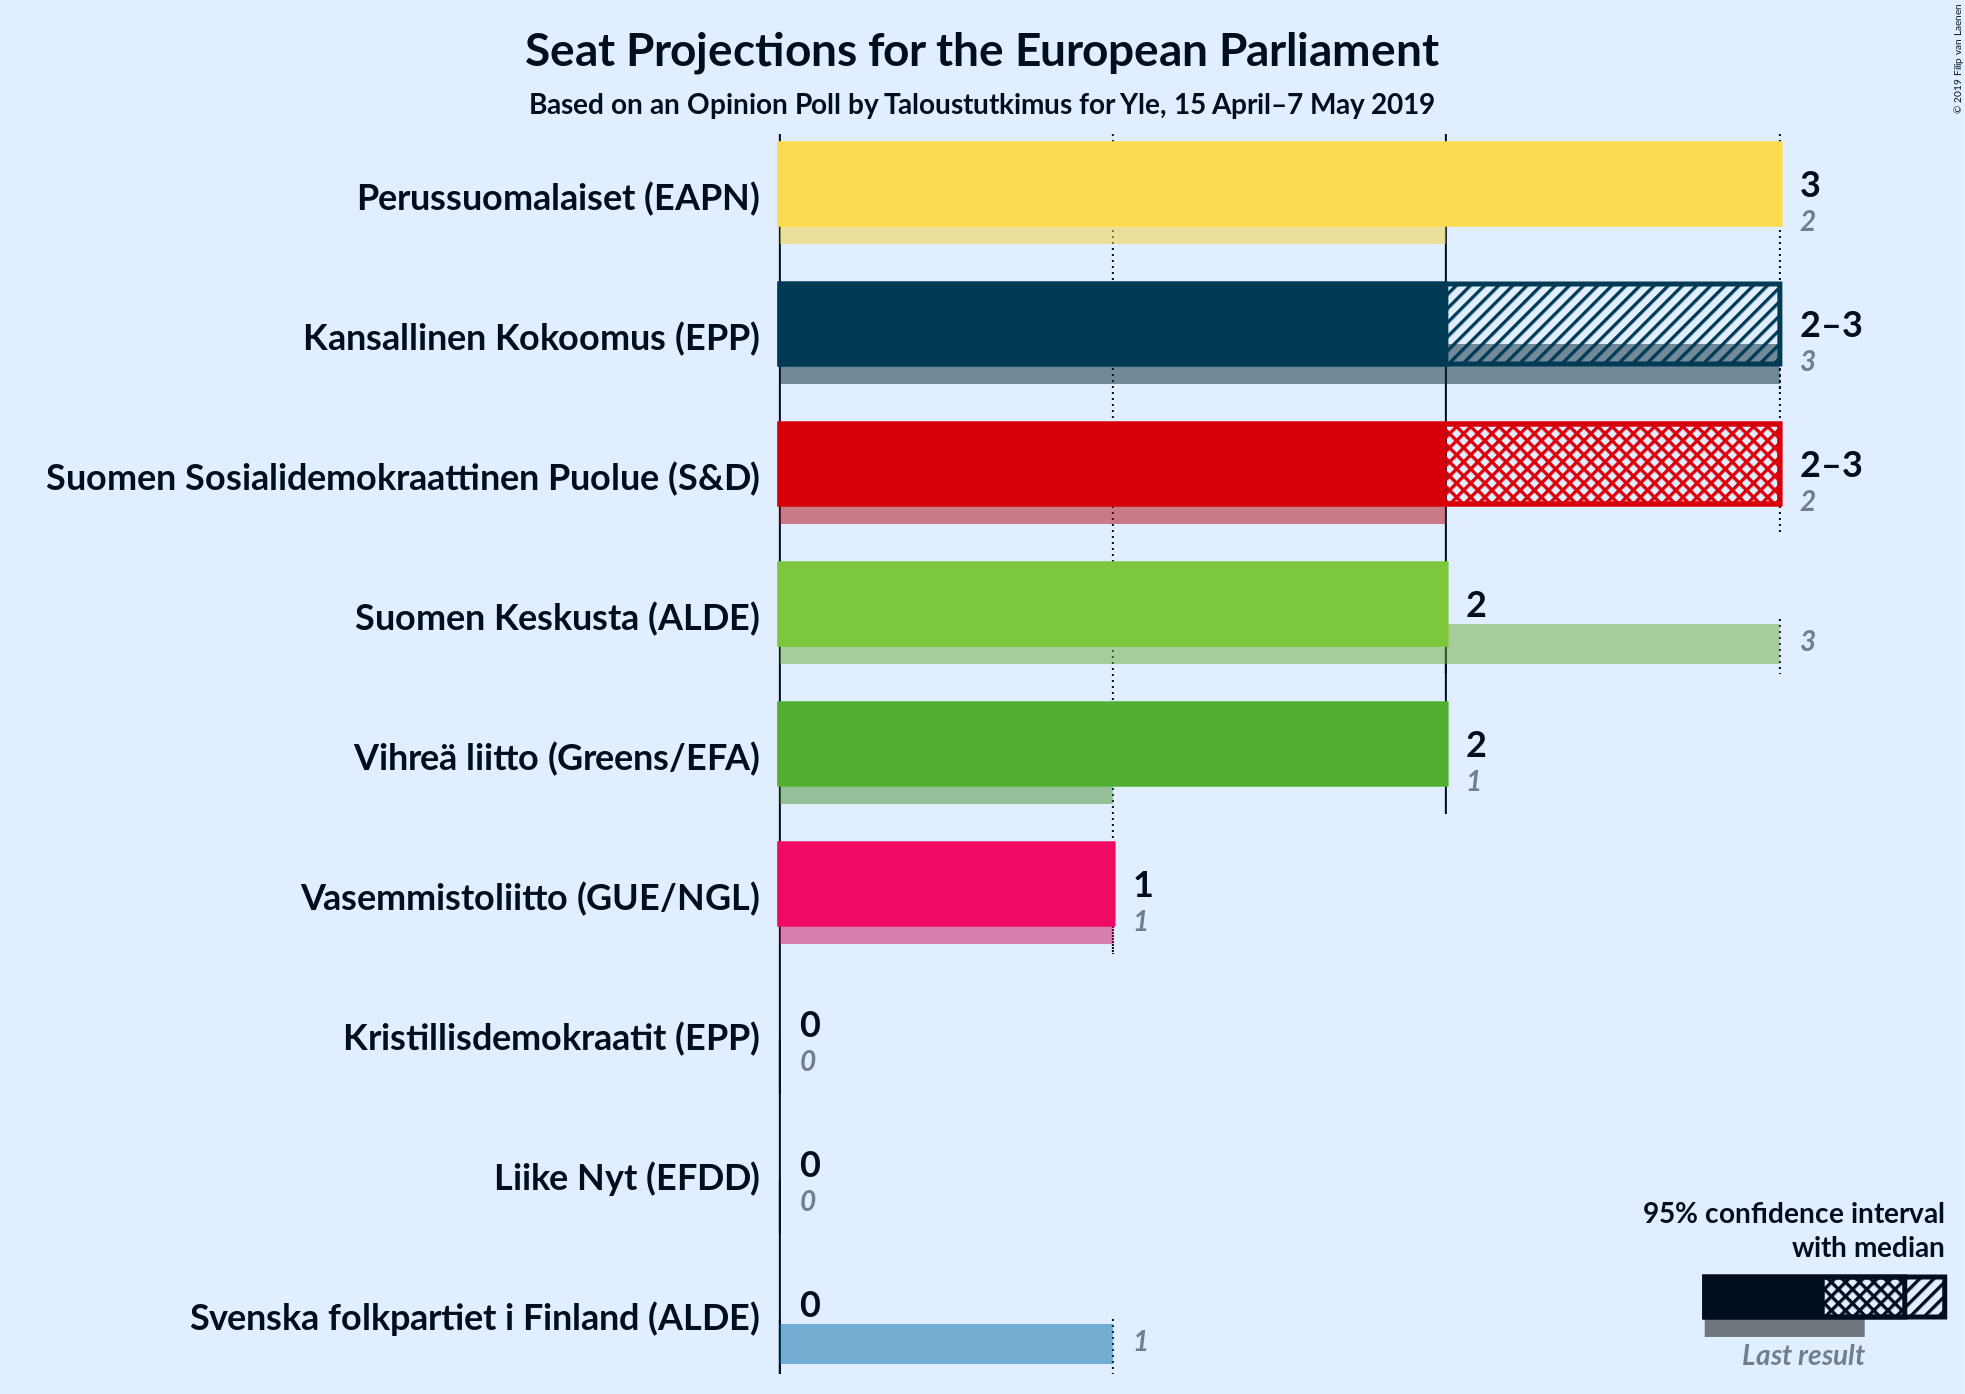 Seat Projections for the European Parliament
Based on an Opinion Poll by Taloustutkimus for Yle, 15 April–7 May 2019
© 2019 Filip van Laenen
Perussuomalaiset (EAPN)
3
2
Kansallinen Kokoomus (EPP)
2–3
3
Suomen Sosialidemokraattinen Puolue (S&D)
2–3
2
Suomen Keskusta (ALDE)
2
3
Vihreä liitto (Greens/EFA)
2
1
Vasemmistoliitto (GUE/NGL)
1
1
Kristillisdemokraatit (EPP)
0
0
Liike Nyt (EFDD)
0
0
Svenska folkpartiet i Finland (ALDE)
0
1
95% confidence interval
with median
Last result